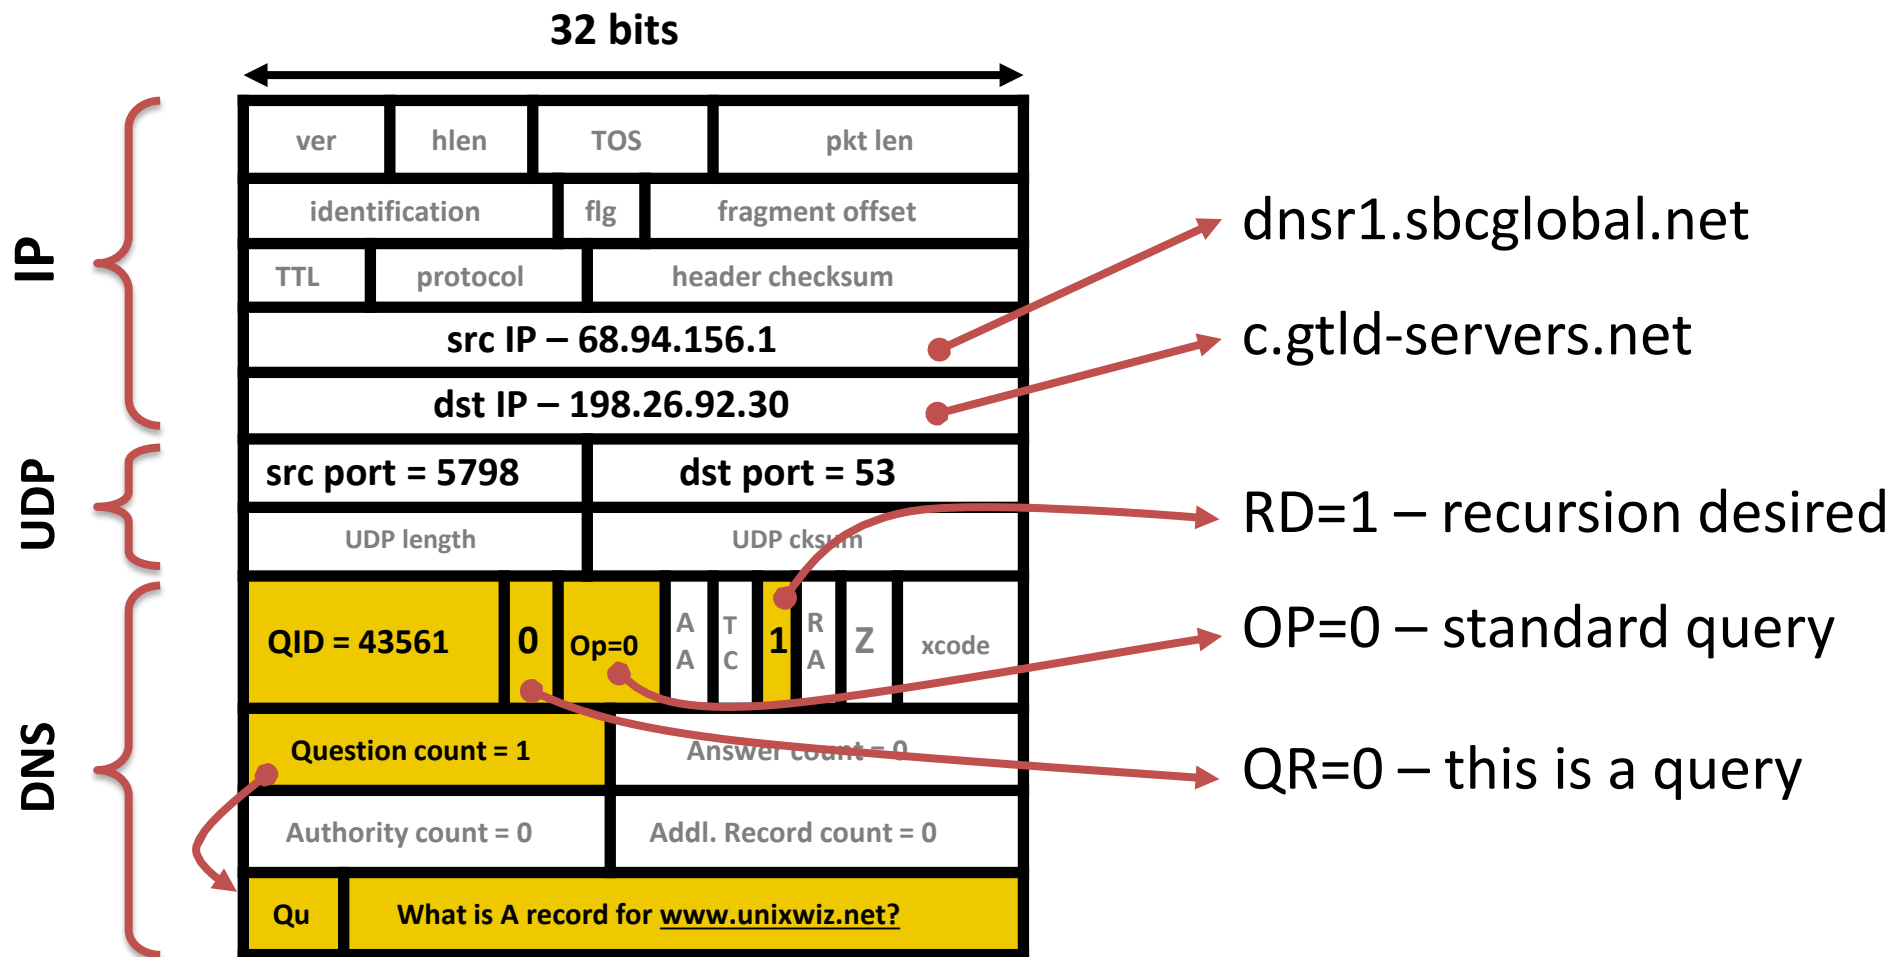 32 bits
IP
ver hlen TOS pkt len
identification flg fragment offset
dnsr1.sbcglobal.net
TTL protocol header checksum
src IP – 68.94.156.1
c.gtld-servers.net
dst IP – 198.26.92.30
UDP
src port = 5798 dst port = 53
RD=1 – recursion desired
UDP length UDP cksum
DNS
QID = 43561 0 Op=0 AA TC 1 RA Z xcode
OP=0 – standard query
Question count = 1 Answer count = 0
QR=0 – this is a query
Authority count = 0 Addl. Record count = 0
Qu What is A record for www.unixwiz.net?